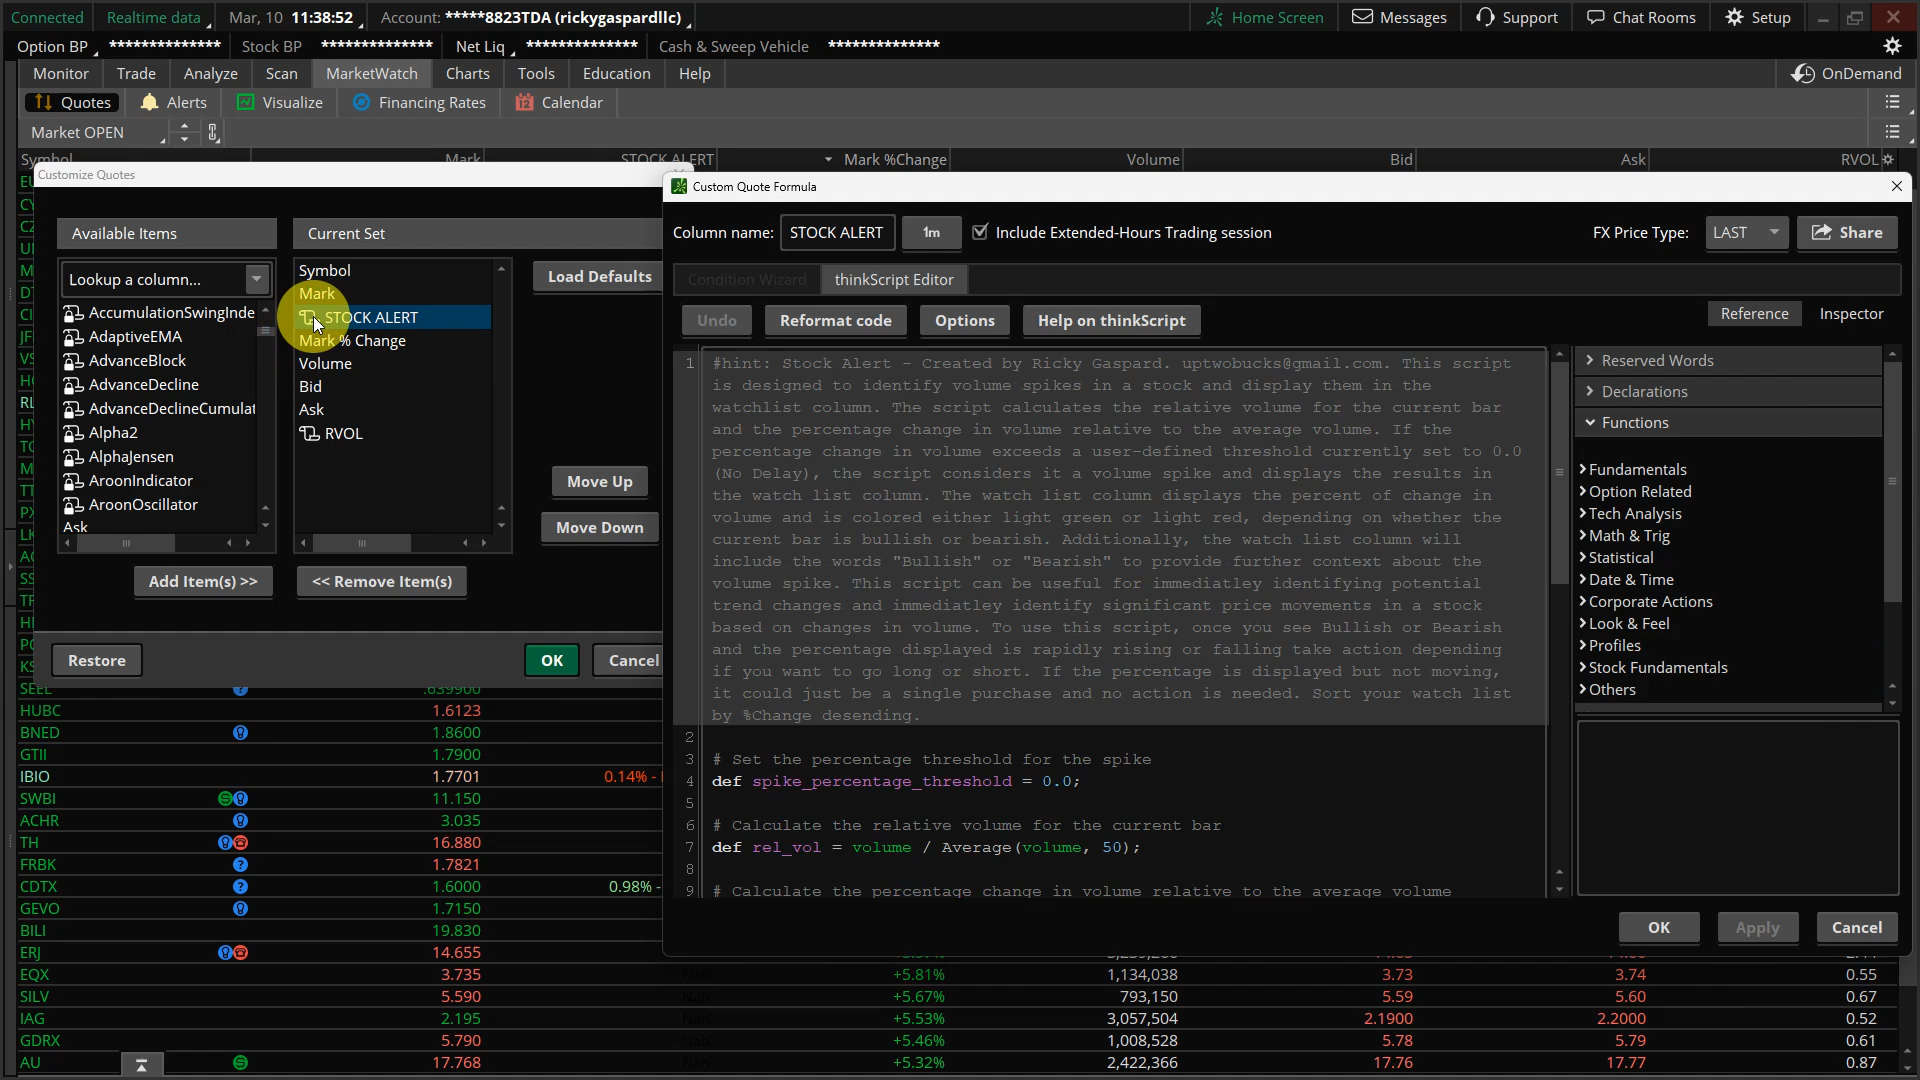 Connected Realtime data Mar, 10 11:38:52 Account: *****8823TDA (rickygaspardllc) Home Screen Messages Support Chat Rooms Setup
Option BP ************** Stock BP ************** Net Liq ************** Cash & Sweep Vehicle **************
Monitor Trade Analyze Scan MarketWatch Charts Tools Education Help OnDemand
Quotes Alerts Visualize Financing Rates Calendar
Market OPEN
Symbol Mark STOCK ALERT Mark %Change Volume Bid Ask RVOL
Customize Quotes
Available Items Current Set
Lookup a column...
AccumulationSwingInde
AdaptiveEMA
AdvanceBlock
AdvanceDecline
AdvanceDeclineCumulat
Alpha2
AlphaJensen
AroonIndicator
AroonOscillator
Ask
Symbol
Mark
STOCK ALERT
Mark % Change
Volume
Bid
Ask
RVOL
Load Defaults
Move Up
Move Down
Add Item(s) >> << Remove Item(s)
Restore OK Cancel
Custom Quote Formula
Column name: STOCK ALERT 1m Include Extended-Hours Trading session FX Price Type: LAST Share
Condition Wizard thinkScript Editor
Undo Reformat code Options Help on thinkScript Reference Inspector
1 #hint: Stock Alert - Created by Ricky Gaspard. uptwobucks@gmail.com. This script
is designed to identify volume spikes in a stock and display them in the
watchlist column. The script calculates the relative volume for the current bar
and the percentage change in volume relative to the average volume. If the
percentage change in volume exceeds a user-defined threshold currently set to 0.0
(No Delay), the script considers it a volume spike and displays the results in
the watch list column. The watch list column displays the percent of change in
volume and is colored either light green or light red, depending on whether the
current bar is bullish or bearish. Additionally, the watch list column will
include the words "Bullish" or "Bearish" to provide further context about the
volume spike. This script can be useful for immediatley identifying potential
trend changes and immediatley identify significant price movements in a stock
based on changes in volume. To use this script, once you see Bullish or Bearish
and the percentage displayed is rapidly rising or falling take action depending
if you want to go long or short. If the percentage is displayed but not moving,
it could just be a single purchase and no action is needed. Sort your watch list
by %Change desending.
2
3 # Set the percentage threshold for the spike
4 def spike_percentage_threshold = 0.0;
5
6 # Calculate the relative volume for the current bar
7 def rel_vol = volume / Average(volume, 50);
8
9 # Calculate the percentage change in volume relative to the average volume
Reserved Words
Declarations
Functions
Fundamentals
Option Related
Tech Analysis
Math & Trig
Statistical
Date & Time
Corporate Actions
Look & Feel
Profiles
Stock Fundamentals
Others
OK Apply Cancel
SEEL .639900
HUBC 1.6123
BNED 1.8600
GTII 1.7900
IBIO 1.7701 0.14% -
SWBI 11.150
ACHR 3.035
TH 16.880
FRBK 1.7821
CDTX 1.6000 0.98% -
GEVO 1.7150
BILI 19.830
ERJ 14.655
EQX 3.735 NaN +5.81% 1,134,038 3.73 3.74 0.55
SILV 5.590 NaN +5.67% 793,150 5.59 5.60 0.67
IAG 2.195 NaN +5.53% 3,057,504 2.1900 2.2000 0.52
GDRX 5.790 NaN +5.46% 1,008,528 5.78 5.79 0.61
AU 17.768 NaN +5.32% 2,422,366 17.76 17.77 0.87